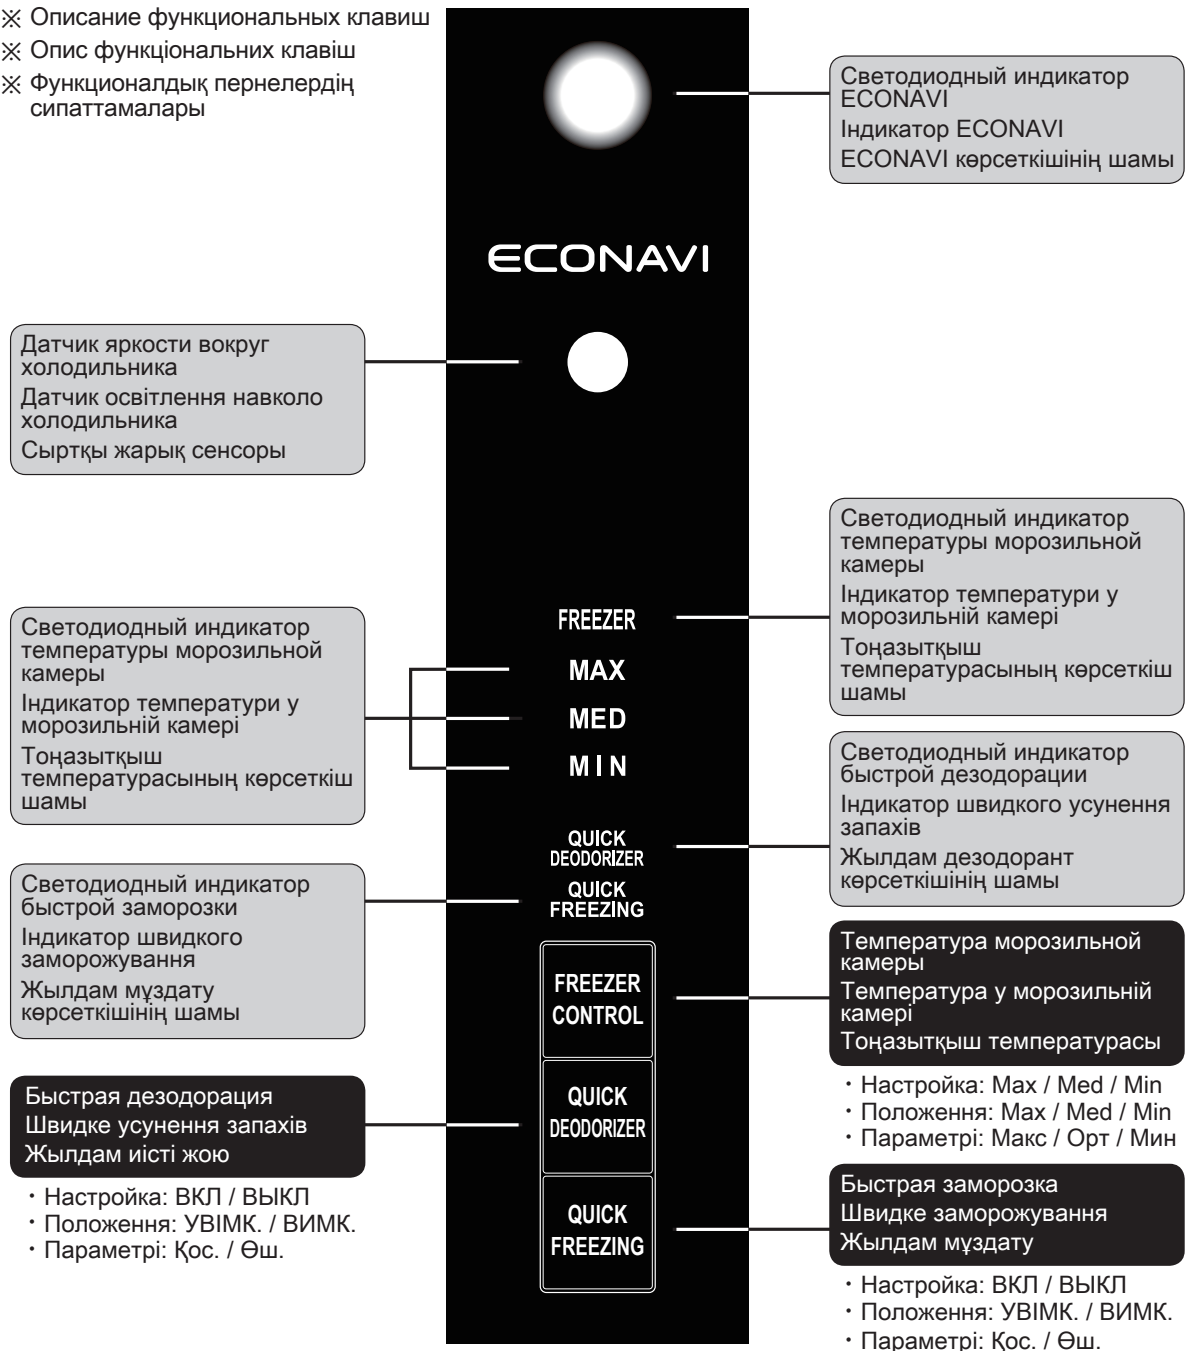 ※ Описание функциональных клавиш
※ Опис функціональних клавіш
※ Функционалдық пернелердің
сипаттамалары
Светодиодный индикатор
ECONAVI
Індикатор ECONAVI
ECONAVI көрсеткішінің шамы
ECONAVI
Датчик яркости вокруг
холодильника
Датчик освітлення навколо
холодильника
Сыртқы жарық сенсоры
Светодиодный индикатор
температуры морозильной
камеры
Індикатор температури у
морозильній камері
Тоңазытқыш
температурасының көрсеткіш
шамы
FREEZER
MAX
MED
MIN
Светодиодный индикатор
температуры морозильной
камеры
Індикатор температури у
морозильній камері
Тоңазытқыш
температурасының көрсеткіш
шамы
Светодиодный индикатор
быстрой дезодорации
Індикатор швидкого усунення
запахів
Жылдам дезодорант
көрсеткішінің шамы
QUICK
DEODORIZER
QUICK
FREEZING
Светодиодный индикатор
быстрой заморозки
Індикатор швидкого
заморожування
Жылдам мұздату
көрсеткішінің шамы
FREEZER
CONTROL
Температура морозильной
камеры
Температура у морозильній
камері
Тоңазытқыш температурасы
・Настройка: Max / Med / Min
・Положення: Max / Med / Min
・Параметрі: Макс / Орт / Мин
QUICK
DEODORIZER
Быстрая дезодорация
Швидке усунення запахів
Жылдам иісті жою
・Настройка: ВКЛ / ВЫКЛ
・Положення: УВІМК. / ВИМК.
・Параметрі: Қос. / Өш.
QUICK
FREEZING
Быстрая заморозка
Швидке заморожування
Жылдам мұздату
・Настройка: ВКЛ / ВЫКЛ
・Положення: УВІМК. / ВИМК.
・Параметрі: Қос. / Өш.